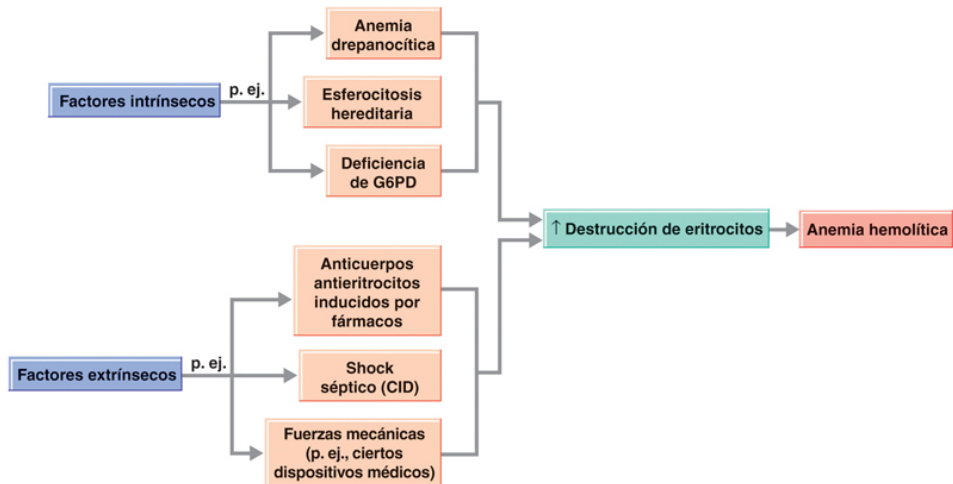 Factores intrínsecos
p. ej.
Anemia
drepanocítica
Esferocitosis
hereditaria
Deficiencia
de G6PD
↑ Destrucción de eritrocitos
Anemia hemolítica
Factores extrínsecos
p. ej.
Anticuerpos
antieritrocitos
inducidos por
fármacos
Shock
séptico (CID)
Fuerzas mecánicas
(p. ej., ciertos
dispositivos médicos)